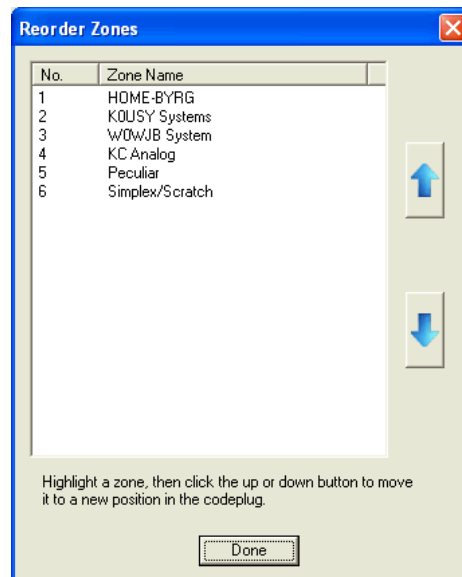 Reorder Zones
No. Zone Name
1 HOME-BYRG
2 K0USY Systems
3 W0WJB System
4 KC Analog
5 Peculiar
6 Simplex/Scratch
Highlight a zone, then click the up or down button to move
it to a new position in the codeplug.
Done